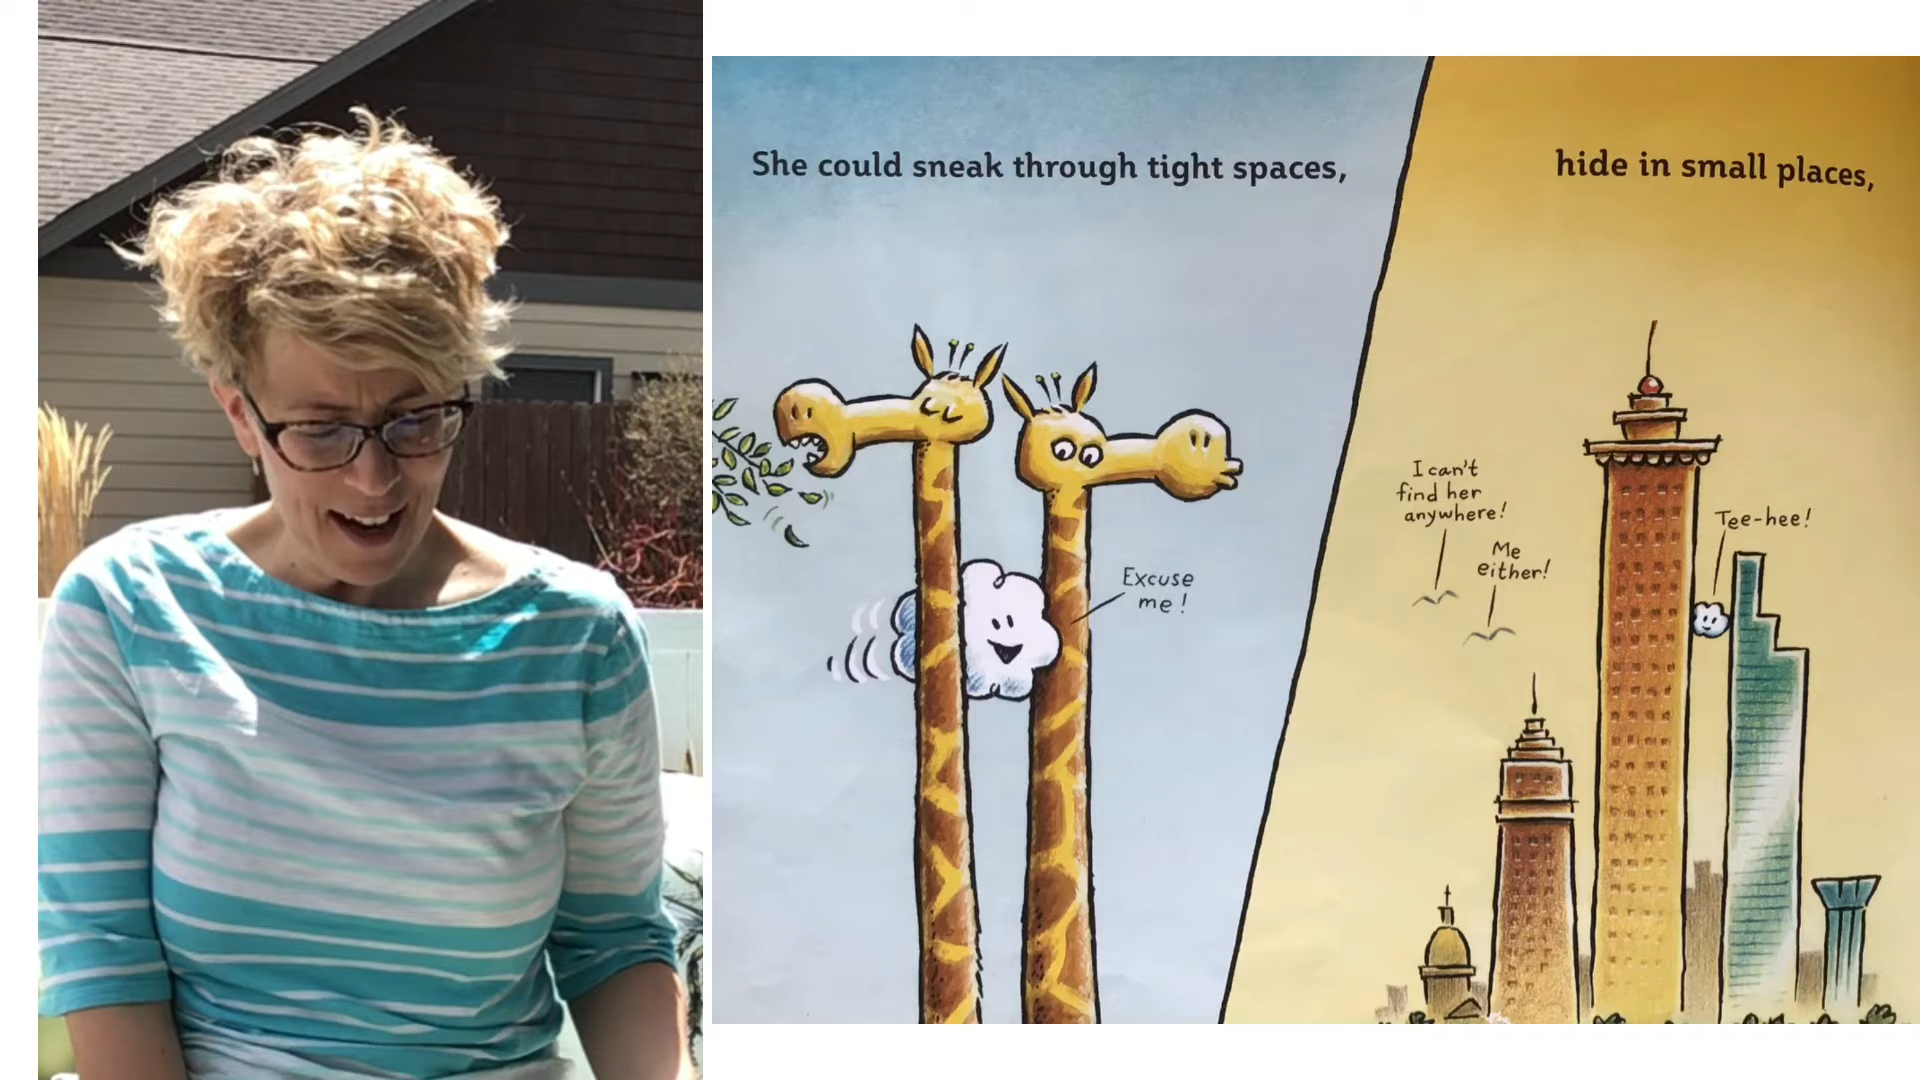 She could sneak through tight spaces,
Excuse
me!
hide in small places,
I can't
find her
anywhere!
Me
either!
Tee-hee!